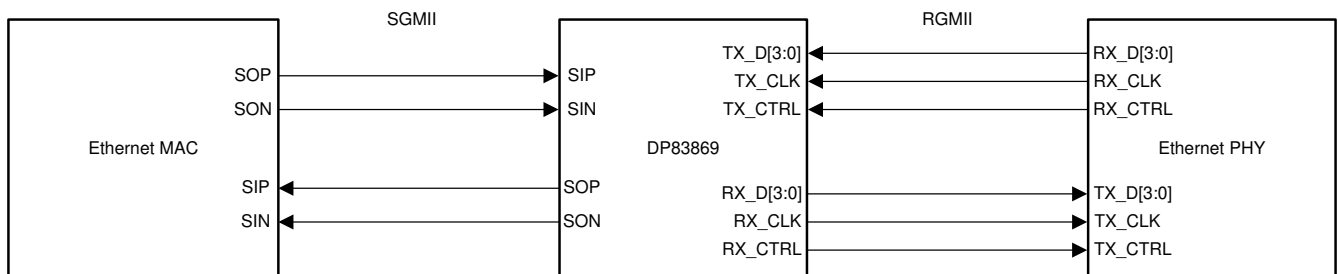 SGMII
RGMII
Ethernet MAC
SOP
SON
SIP
SIN
SIP
SIN
SOP
SON
DP83869
TX_D[3:0]
TX_CLK
TX_CTRL
RX_D[3:0]
RX_CLK
RX_CTRL
RX_D[3:0]
RX_CLK
RX_CTRL
Ethernet PHY
TX_D[3:0]
TX_CLK
TX_CTRL